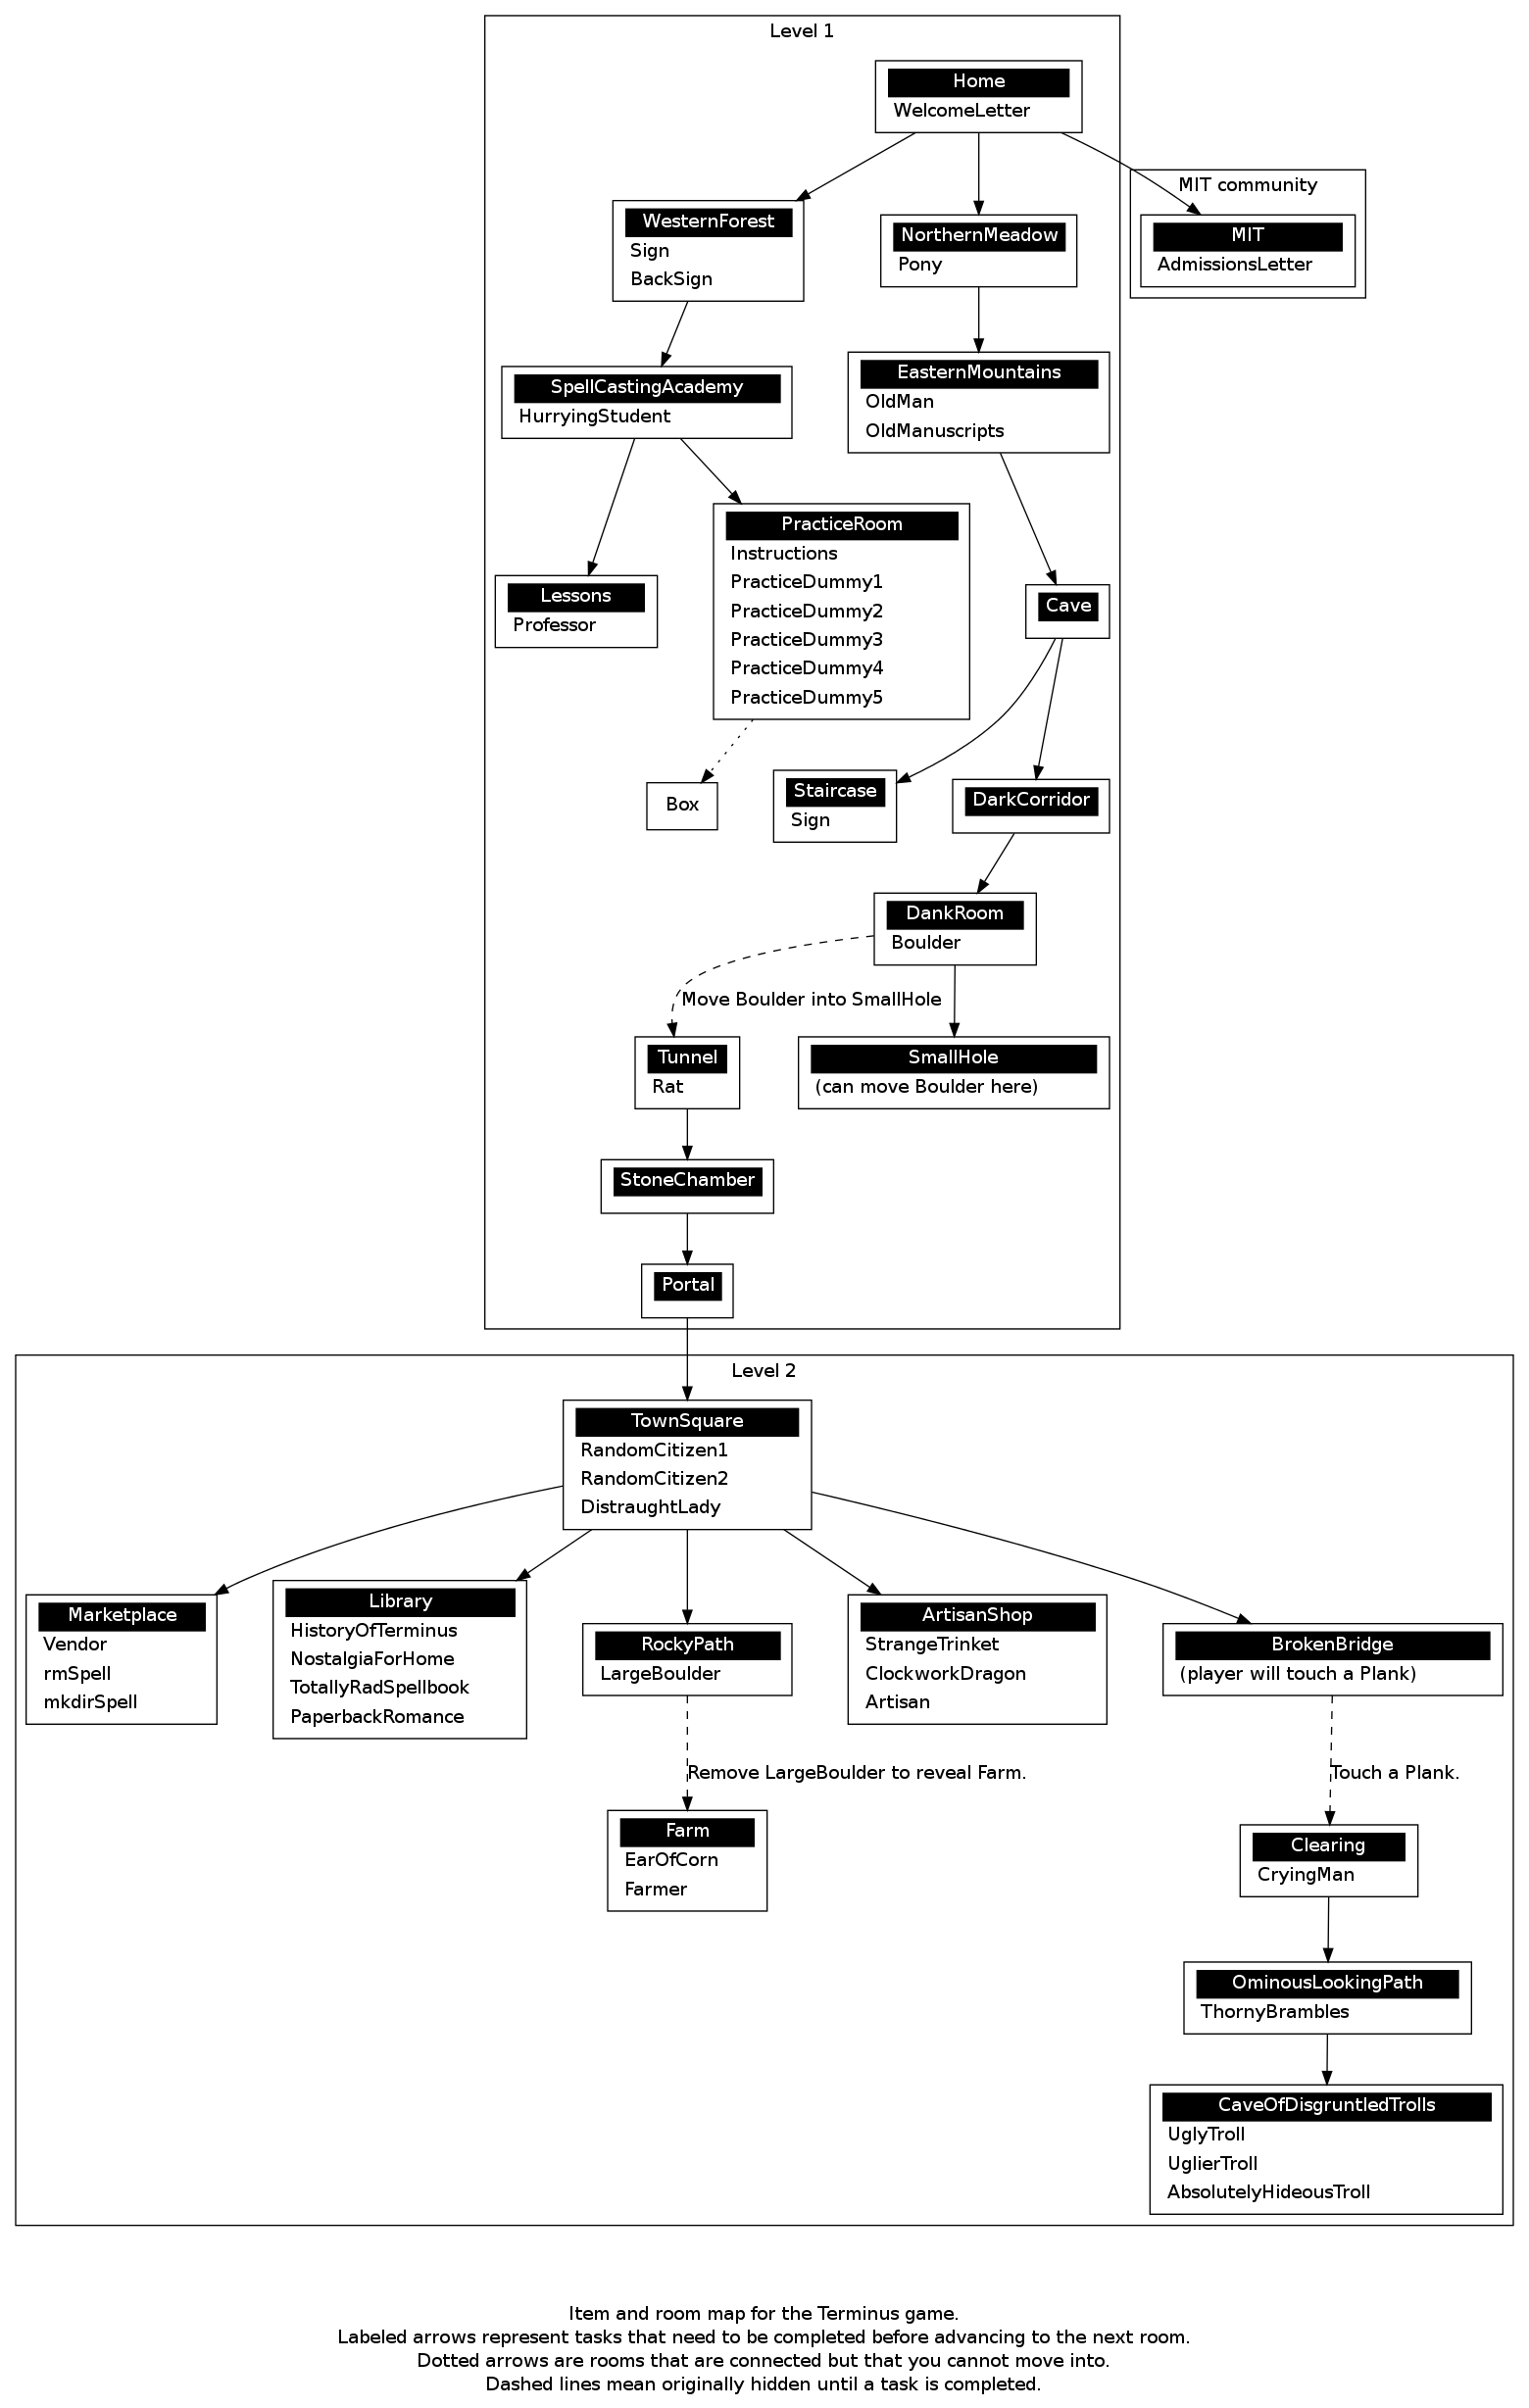 Level 1
Home
WelcomeLetter
MIT community
WesternForest
Sign
BackSign
NorthernMeadow
Pony
MIT
AdmissionsLetter
SpellCastingAcademy
HurryingStudent
EasternMountains
OldMan
OldManuscripts
Lessons
Professor
PracticeRoom
Instructions
PracticeDummy1
PracticeDummy2
PracticeDummy3
PracticeDummy4
PracticeDummy5
Cave
Box
Staircase
Sign
DarkCorridor
DankRoom
Boulder
Move Boulder into SmallHole
Tunnel
Rat
SmallHole
(can move Boulder here)
StoneChamber
Portal
Level 2
TownSquare
RandomCitizen1
RandomCitizen2
DistraughtLady
Marketplace
Vendor
rmSpell
mkdirSpell
Library
HistoryOfTerminus
NostalgiaForHome
TotallyRadSpellbook
PaperbackRomance
RockyPath
LargeBoulder
ArtisanShop
StrangeTrinket
ClockworkDragon
Artisan
BrokenBridge
(player will touch a Plank)
Remove LargeBoulder to reveal Farm.
Touch a Plank.
Farm
EarOfCorn
Farmer
Clearing
CryingMan
OminousLookingPath
ThornyBrambles
CaveOfDisgruntledTrolls
UglyTroll
UglierTroll
AbsolutelyHideousTroll
Item and room map for the Terminus game.
Labeled arrows represent tasks that need to be completed before advancing to the next room.
Dotted arrows are rooms that are connected but that you cannot move into.
Dashed lines mean originally hidden until a task is completed.